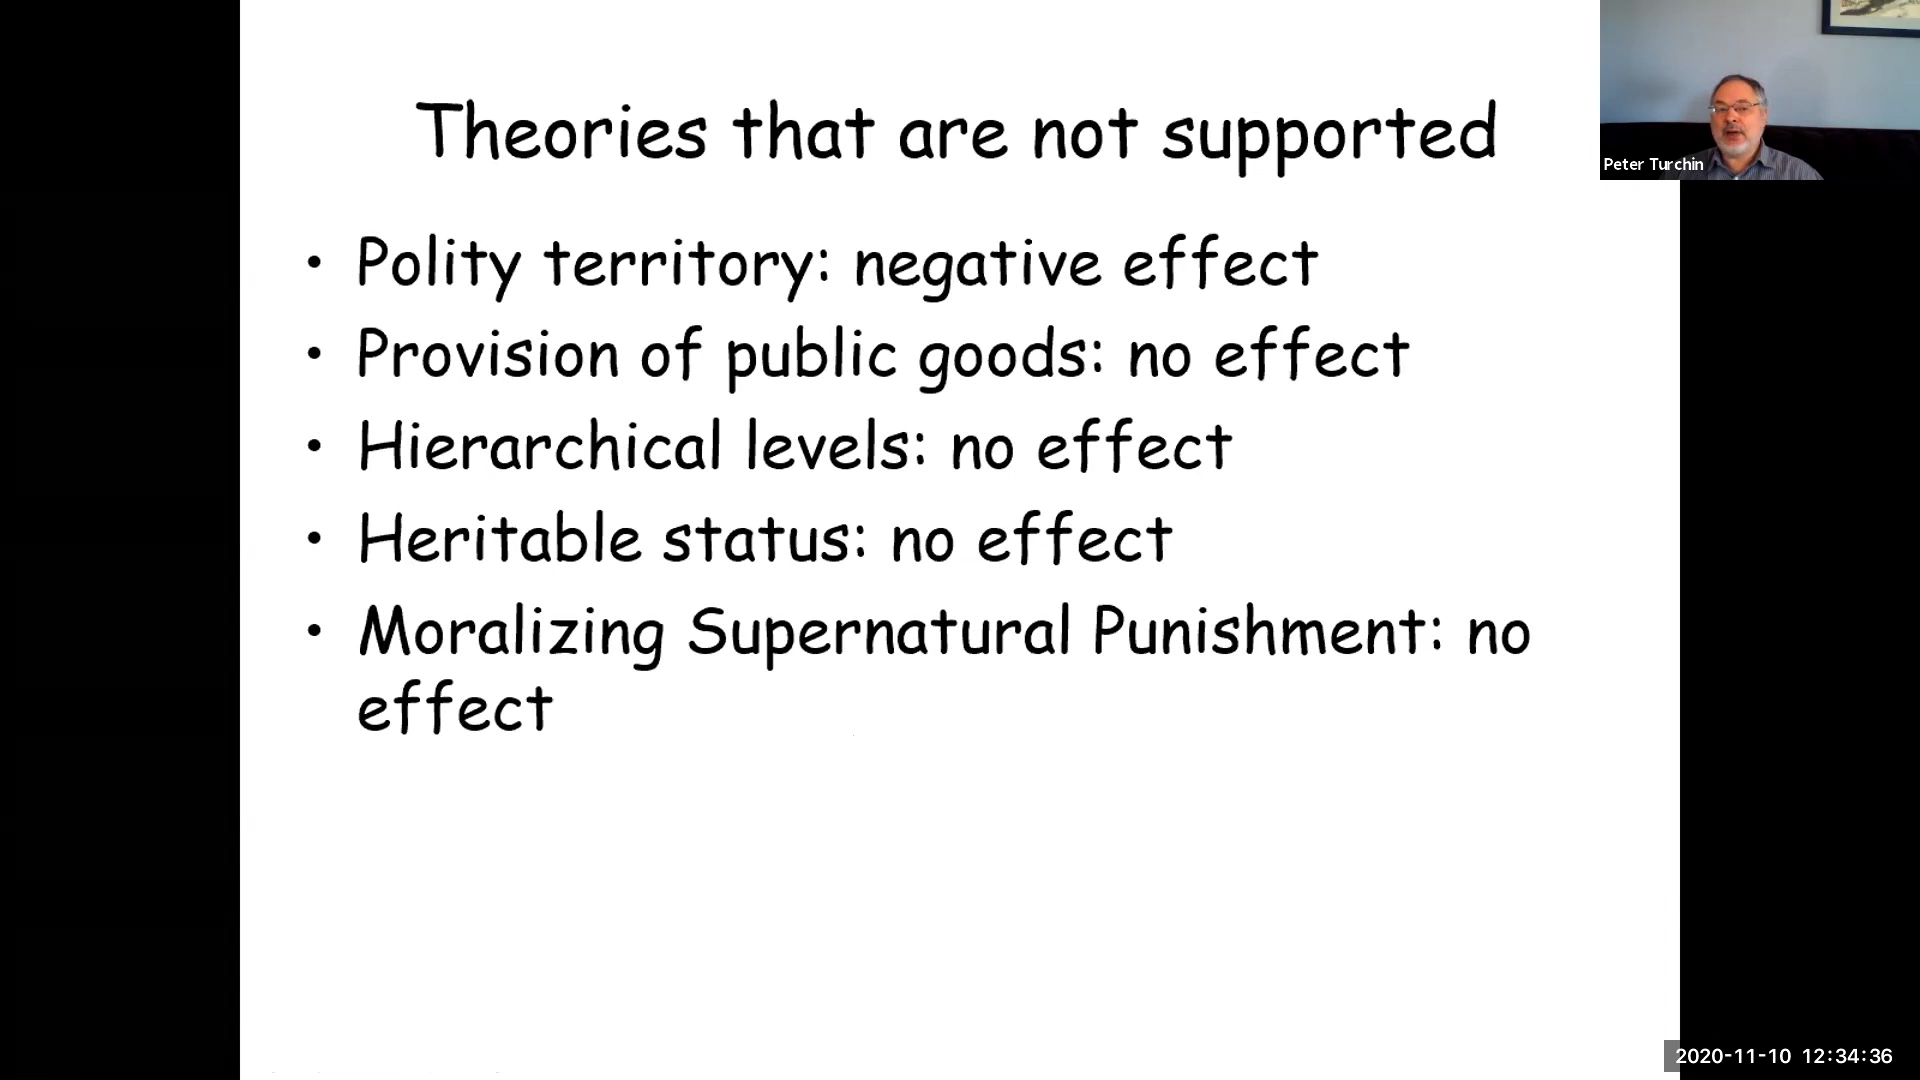 Theories that are not supported
• Polity territory: negative effect
• Provision of public goods: no effect
• Hierarchical levels: no effect
• Heritable status: no effect
• Moralizing Supernatural Punishment: no
effect
Peter Turchin
2020-11-10 12:34:36